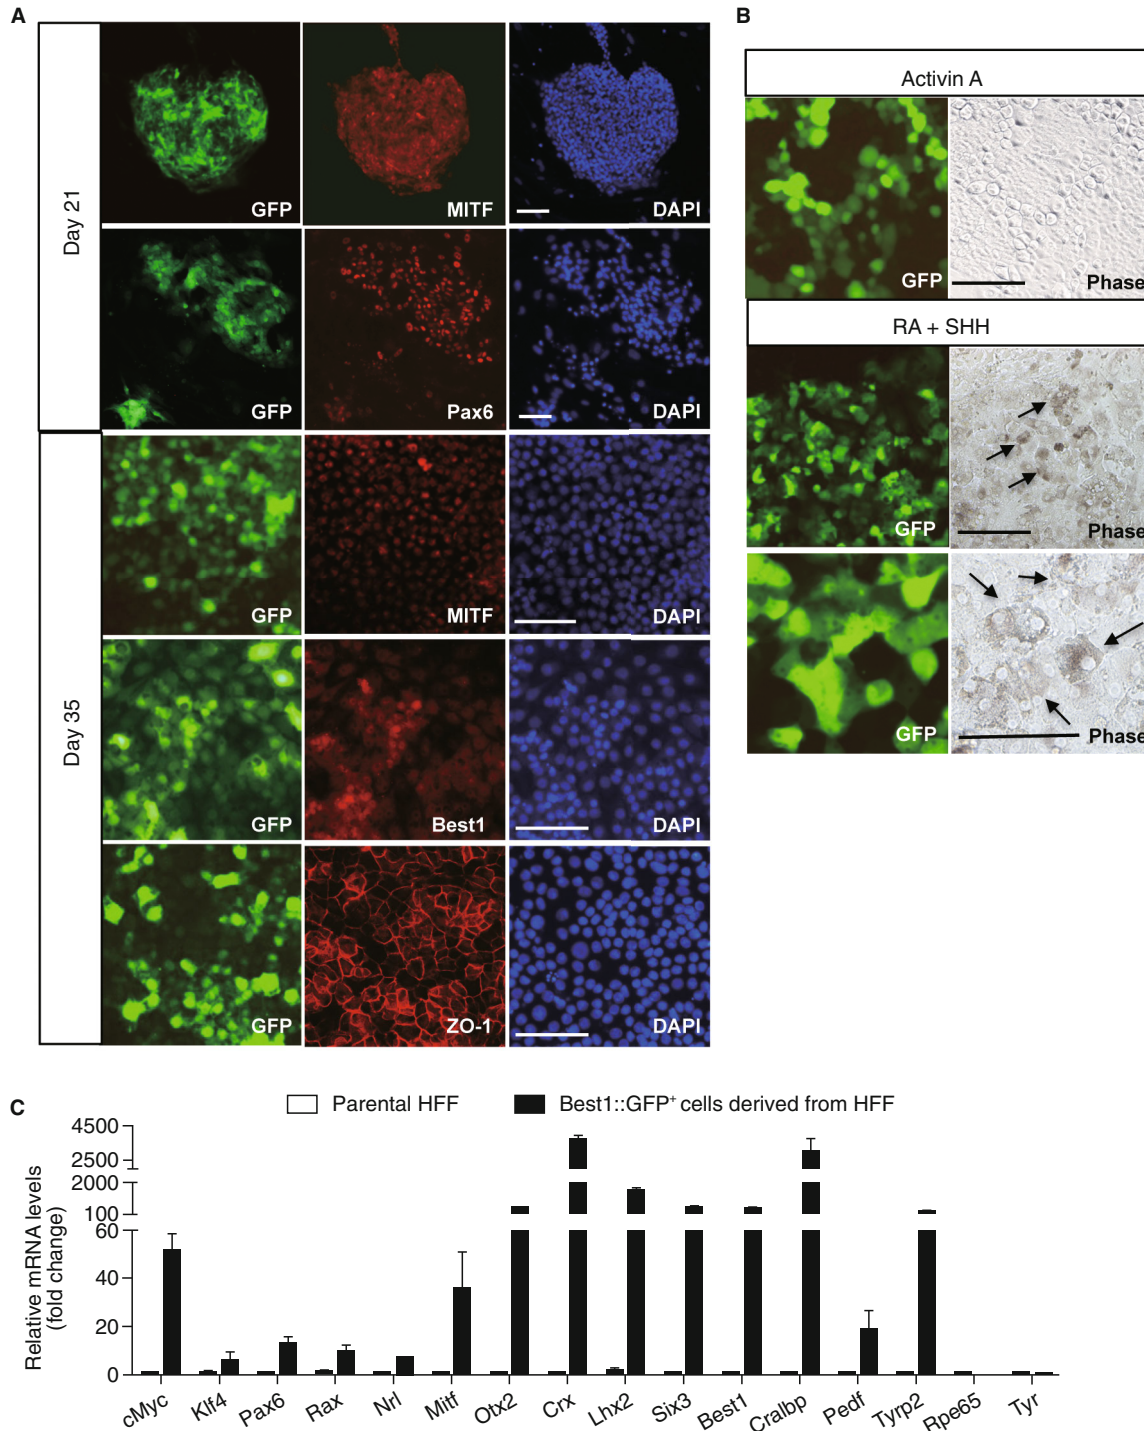 A
Day 21
GFP
MITF
DAPI
GFP
Pax6
DAPI
Day 35
GFP
MITF
DAPI
GFP
Best1
DAPI
GFP
ZO-1
DAPI
B
Activin A
GFP
Phase
RA + SHH
GFP
Phase
GFP
Phase
C
Parental HFF
Best1::GFP⁺ cells derived from HFF
Relative mRNA levels
(fold change)
4500
2500
2000
100
60
40
20
0
cMyc
Klf4
Pax6
Rax
Nrl
Mitf
Otx2
Crx
Lhx2
Six3
Best1
Cralbp
Pedf
Tyrp2
Rpe65
Tyr